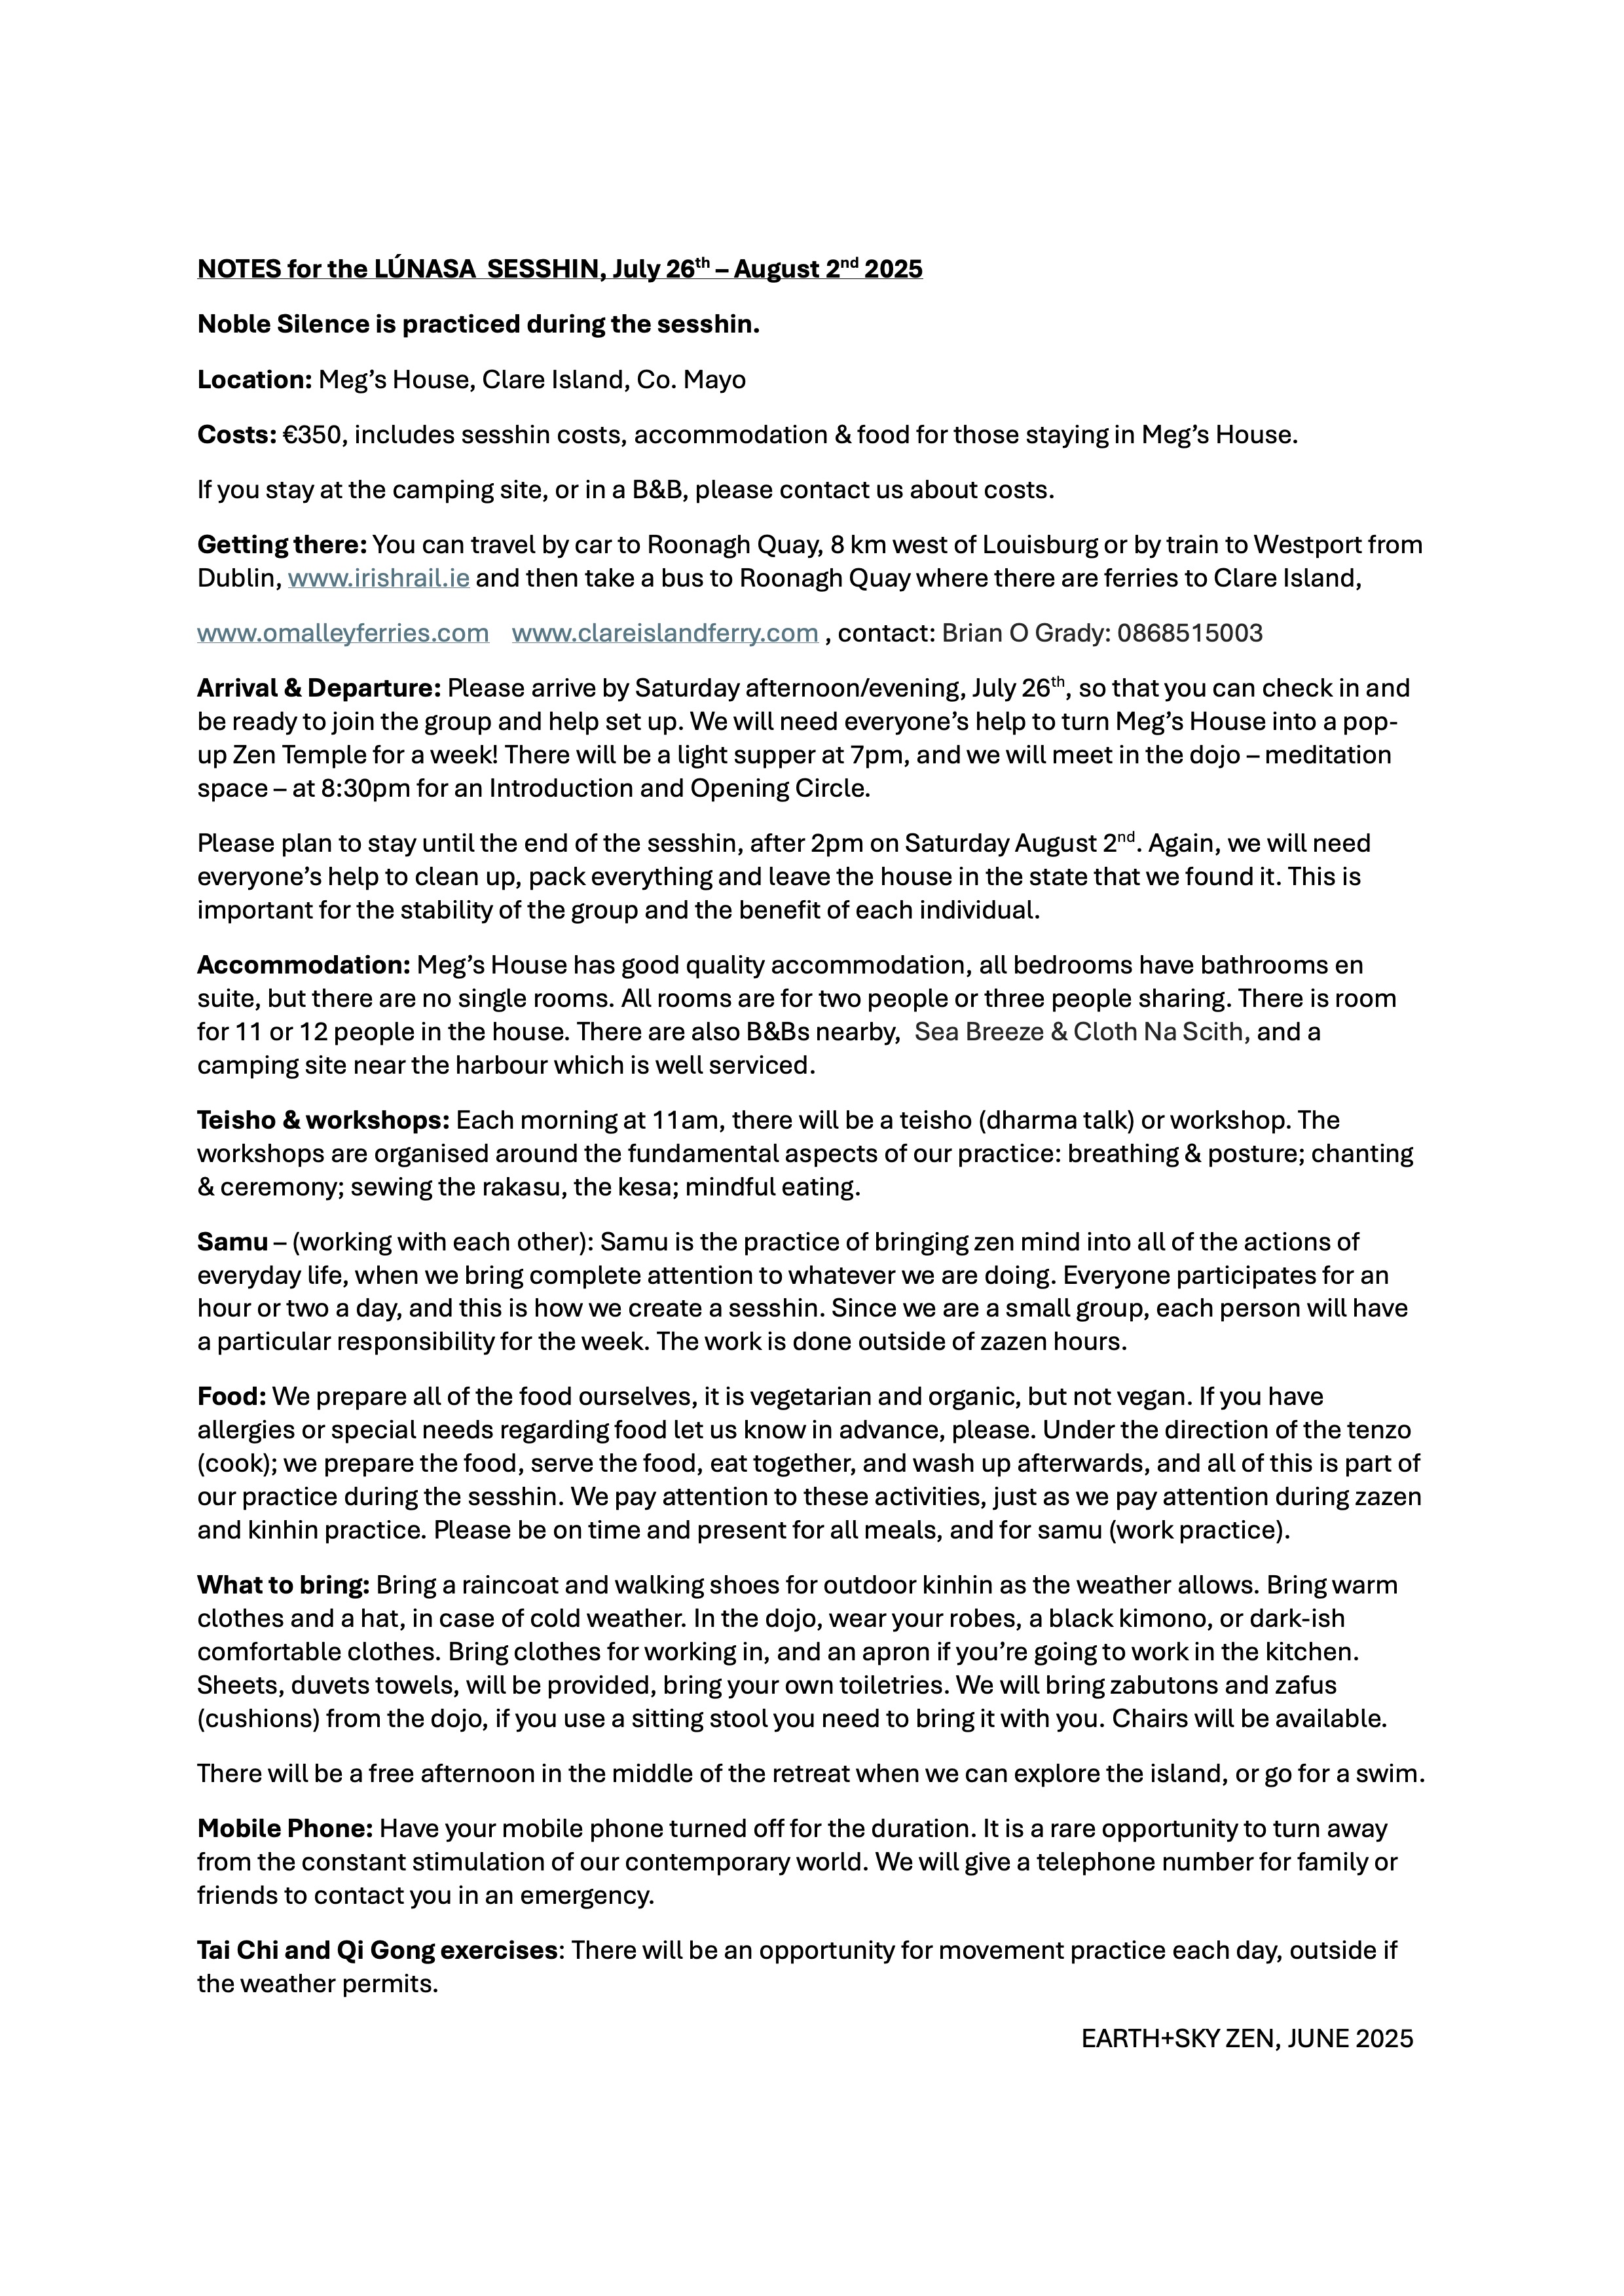 NOTES for the LÚNASA  SESSHIN, July 26th – August 2nd 2025
Noble Silence is practiced during the sesshin.
Location: Meg’s House, Clare Island, Co. Mayo
Costs: €350, includes sesshin costs, accommodation & food for those staying in Meg’s House.
If you stay at the camping site, or in a B&B, please contact us about costs.
Getting there: You can travel by car to Roonagh Quay, 8 km west of Louisburg or by train to Westport from
Dublin, www.irishrail.ie and then take a bus to Roonagh Quay where there are ferries to Clare Island,
www.omalleyferries.com   www.clareislandferry.com , contact: Brian O Grady: 0868515003
Arrival & Departure: Please arrive by Saturday afternoon/evening, July 26th, so that you can check in and
be ready to join the group and help set up. We will need everyone’s help to turn Meg’s House into a pop-
up Zen Temple for a week! There will be a light supper at 7pm, and we will meet in the dojo – meditation
space – at 8:30pm for an Introduction and Opening Circle.
Please plan to stay until the end of the sesshin, after 2pm on Saturday August 2nd. Again, we will need
everyone’s help to clean up, pack everything and leave the house in the state that we found it. This is
important for the stability of the group and the benefit of each individual.
Accommodation: Meg’s House has good quality accommodation, all bedrooms have bathrooms en
suite, but there are no single rooms. All rooms are for two people or three people sharing. There is room
for 11 or 12 people in the house. There are also B&Bs nearby,  Sea Breeze & Cloth Na Scith, and a
camping site near the harbour which is well serviced.
Teisho & workshops: Each morning at 11am, there will be a teisho (dharma talk) or workshop. The
workshops are organised around the fundamental aspects of our practice: breathing & posture; chanting
& ceremony; sewing the rakasu, the kesa; mindful eating.
Samu – (working with each other): Samu is the practice of bringing zen mind into all of the actions of
everyday life, when we bring complete attention to whatever we are doing. Everyone participates for an
hour or two a day, and this is how we create a sesshin. Since we are a small group, each person will have
a particular responsibility for the week. The work is done outside of zazen hours.
Food: We prepare all of the food ourselves, it is vegetarian and organic, but not vegan. If you have
allergies or special needs regarding food let us know in advance, please. Under the direction of the tenzo
(cook); we prepare the food, serve the food, eat together, and wash up afterwards, and all of this is part of
our practice during the sesshin. We pay attention to these activities, just as we pay attention during zazen
and kinhin practice. Please be on time and present for all meals, and for samu (work practice).
What to bring: Bring a raincoat and walking shoes for outdoor kinhin as the weather allows. Bring warm
clothes and a hat, in case of cold weather. In the dojo, wear your robes, a black kimono, or dark-ish
comfortable clothes. Bring clothes for working in, and an apron if you’re going to work in the kitchen.
Sheets, duvets towels, will be provided, bring your own toiletries. We will bring zabutons and zafus
(cushions) from the dojo, if you use a sitting stool you need to bring it with you. Chairs will be available.
There will be a free afternoon in the middle of the retreat when we can explore the island, or go for a swim.
Mobile Phone: Have your mobile phone turned off for the duration. It is a rare opportunity to turn away
from the constant stimulation of our contemporary world. We will give a telephone number for family or
friends to contact you in an emergency.
Tai Chi and Qi Gong exercises: There will be an opportunity for movement practice each day, outside if
the weather permits.
EARTH+SKY ZEN, JUNE 2025